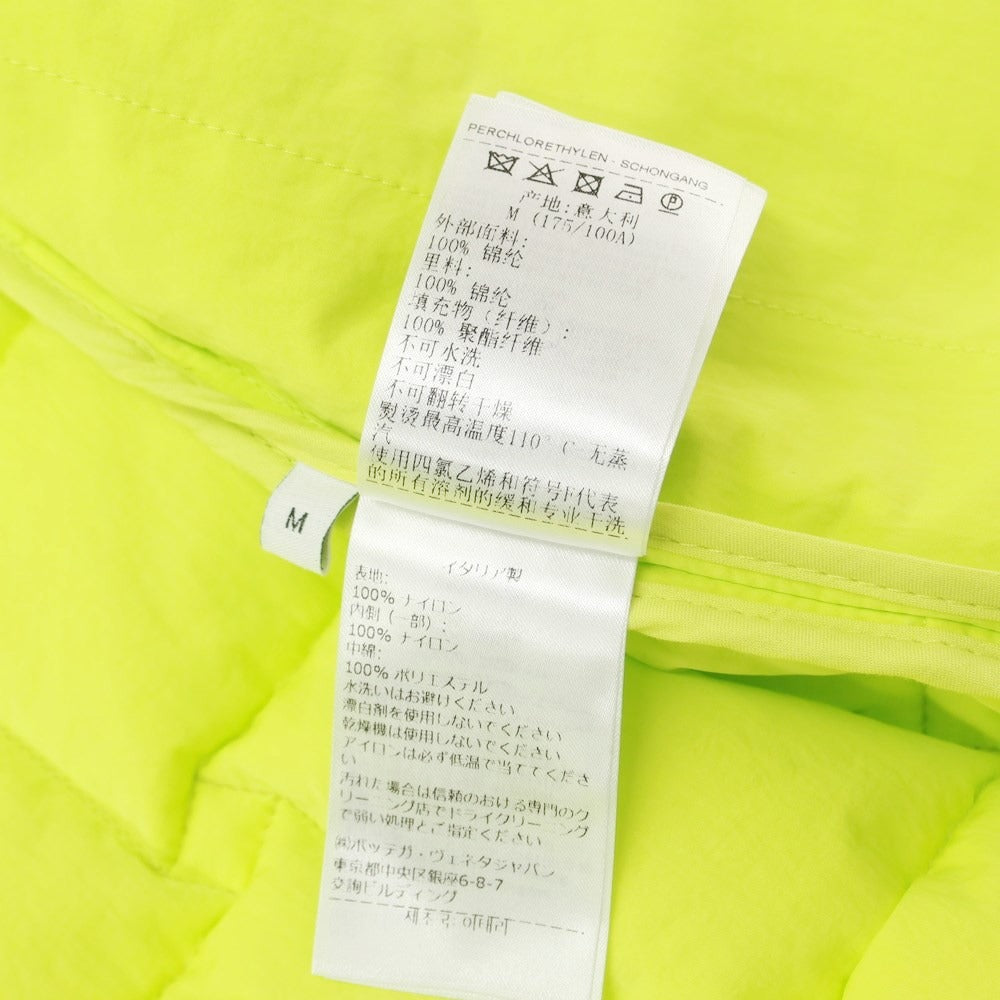 PERCHLORETHYLEN - SCHONGANG
P
产地:意大利
M (175/100A)
外部面料:
100% 锦纶
里料:
100% 锦纶
填充物(纤维):
100% 聚酯纤维
不可水洗
不可漂白
不可翻转干燥
熨烫最高温度110° C 无蒸
汽
使用四氯乙烯和符号F代表
的所有溶剂的缓和专业干洗
M
イタリア製
表地:
100% ナイロン
内側(一部):
100% ナイロン
中綿:
100% ポリエステル
水洗いはお避けください
漂白剤を使用しないでください
乾燥機は使用しないでください
アイロンは必ず低温で当ててくださ
い
汚れた場合は信頼のおける専門のク
リーニング店でドライクリーニング
で弱い処理とご指定ください
㈱ボッテガ・ヴェネタジャパン
東京都中央区銀座6-8-7
交詢ビルディング
제조국 이태리